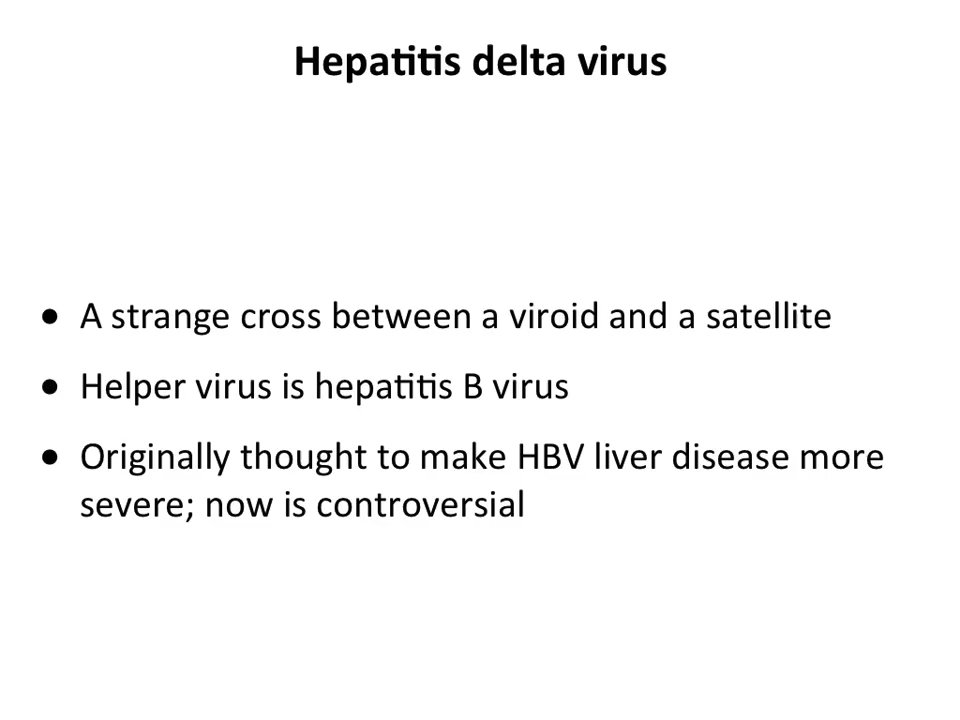 Hepatitis delta virus
● A strange cross between a viroid and a satellite
● Helper virus is hepatitis B virus
● Originally thought to make HBV liver disease more
severe; now is controversial